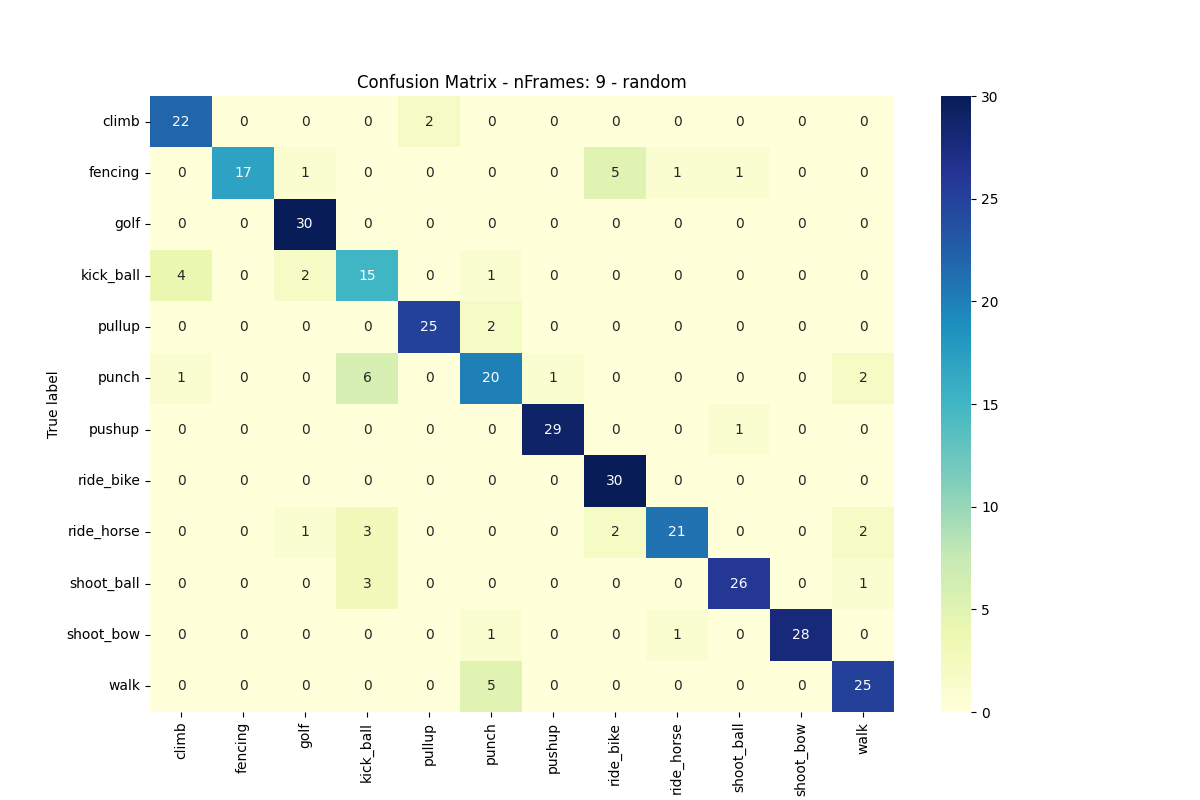 Confusion Matrix - nFrames: 9 - random
True label
climb 22 0 0 0 2 0 0 0 0 0 0 0
fencing 0 17 1 0 0 0 0 5 1 1 0 0
golf 0 0 30 0 0 0 0 0 0 0 0 0
kick_ball 4 0 2 15 0 1 0 0 0 0 0 0
pullup 0 0 0 0 25 2 0 0 0 0 0 0
punch 1 0 0 6 0 20 1 0 0 0 0 2
pushup 0 0 0 0 0 0 29 0 0 1 0 0
ride_bike 0 0 0 0 0 0 0 30 0 0 0 0
ride_horse 0 0 1 3 0 0 0 2 21 0 0 2
shoot_ball 0 0 0 3 0 0 0 0 0 26 0 1
shoot_bow 0 0 0 0 0 1 0 0 1 0 28 0
walk 0 0 0 0 0 5 0 0 0 0 0 25
climb fencing golf kick_ball pullup punch pushup ride_bike ride_horse shoot_ball shoot_bow walk
30
25
20
15
10
5
0